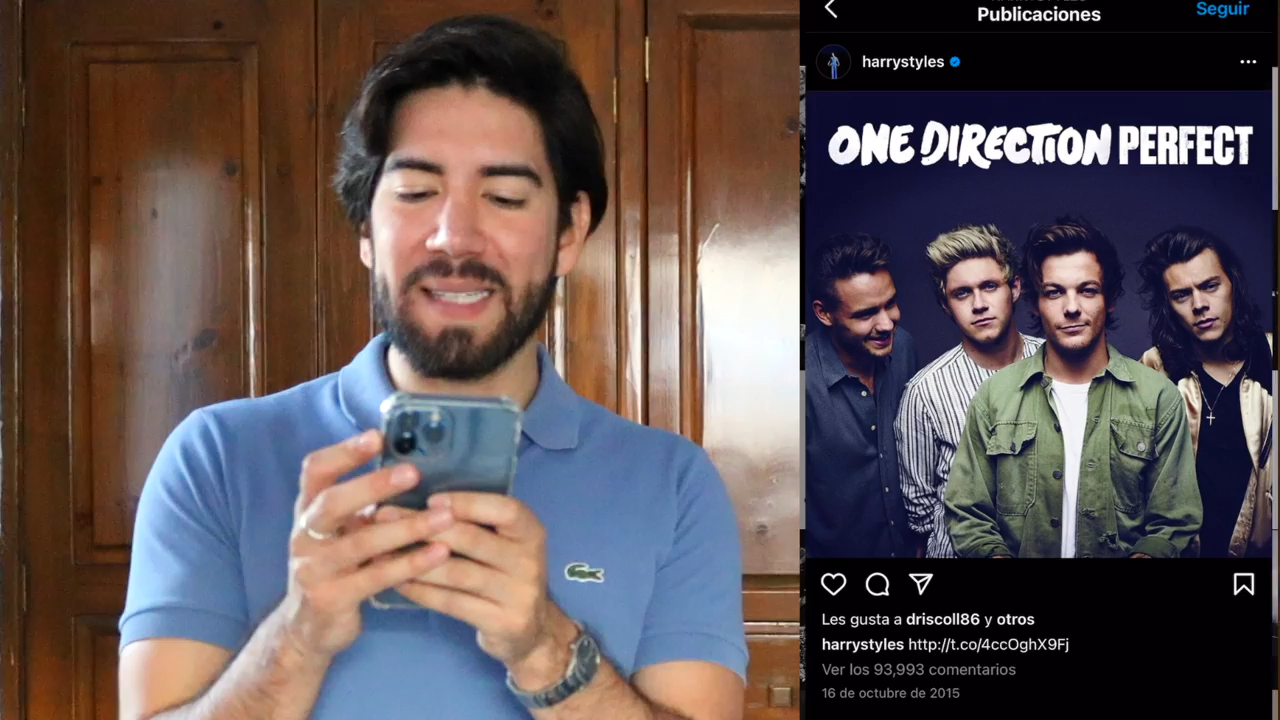 Publicaciones
Seguir
harrystyles
ONE DIRECTION PERFECT
Les gusta a driscoll86 y otros
harrystyles http://t.co/4ccOghX9Fj
Ver los 93,993 comentarios
16 de octubre de 2015